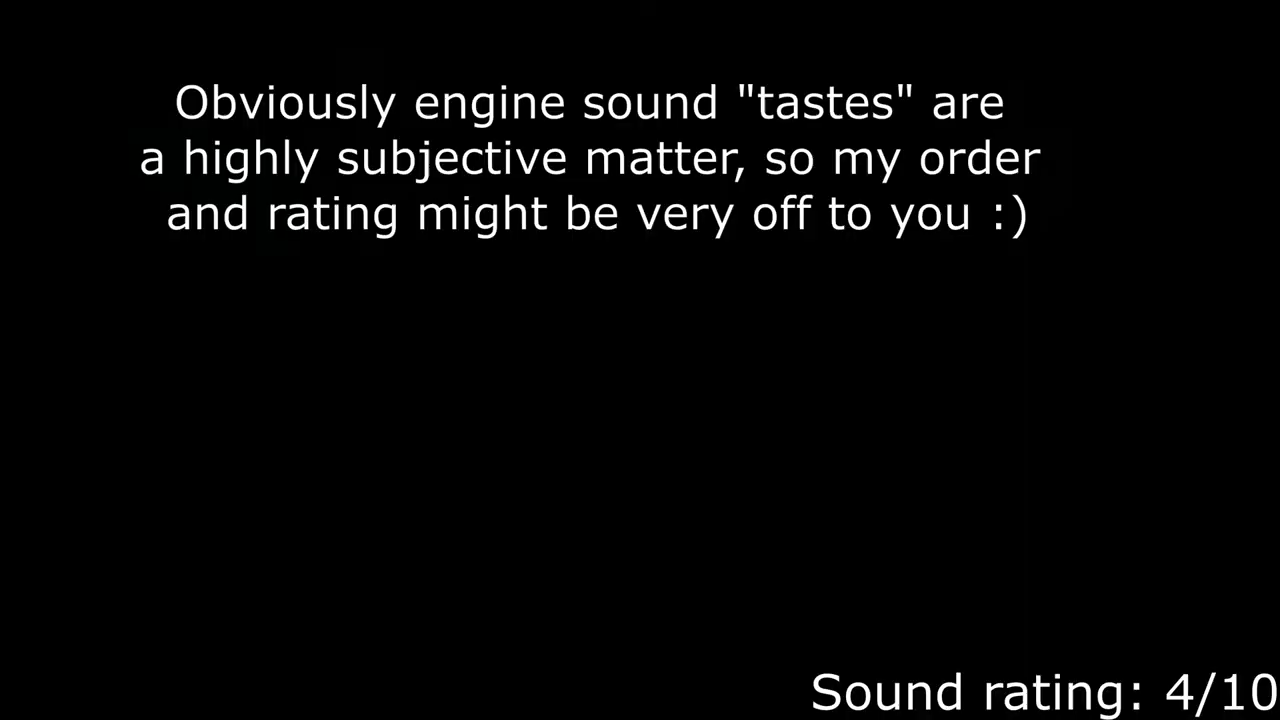 Obviously engine sound "tastes" are
a highly subjective matter, so my order
and rating might be very off to you :)
Sound rating: 4/10